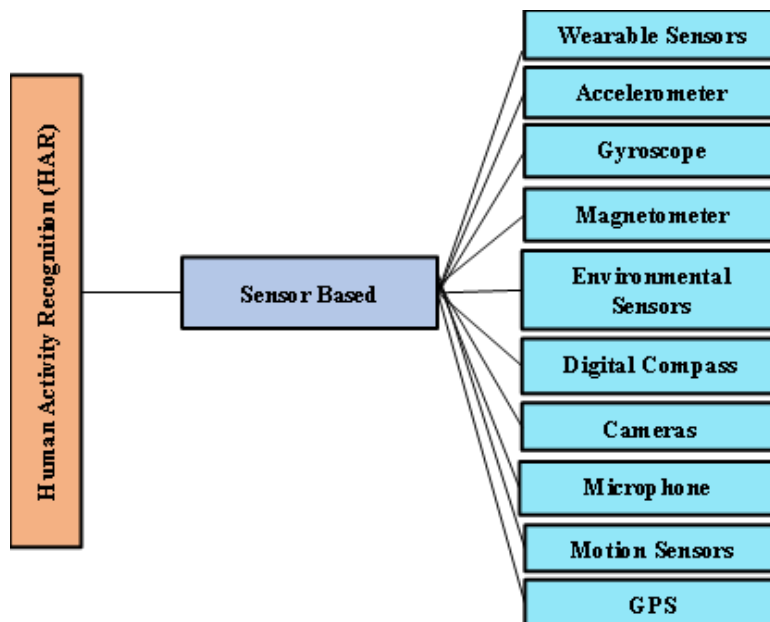 Human Activity Recognition (HAR)
Sensor Based
Wearable Sensors
Accelerometer
Gyroscope
Magnetometer
Environmental
Sensors
Digital Compass
Cameras
Microphone
Motion Sensors
GPS